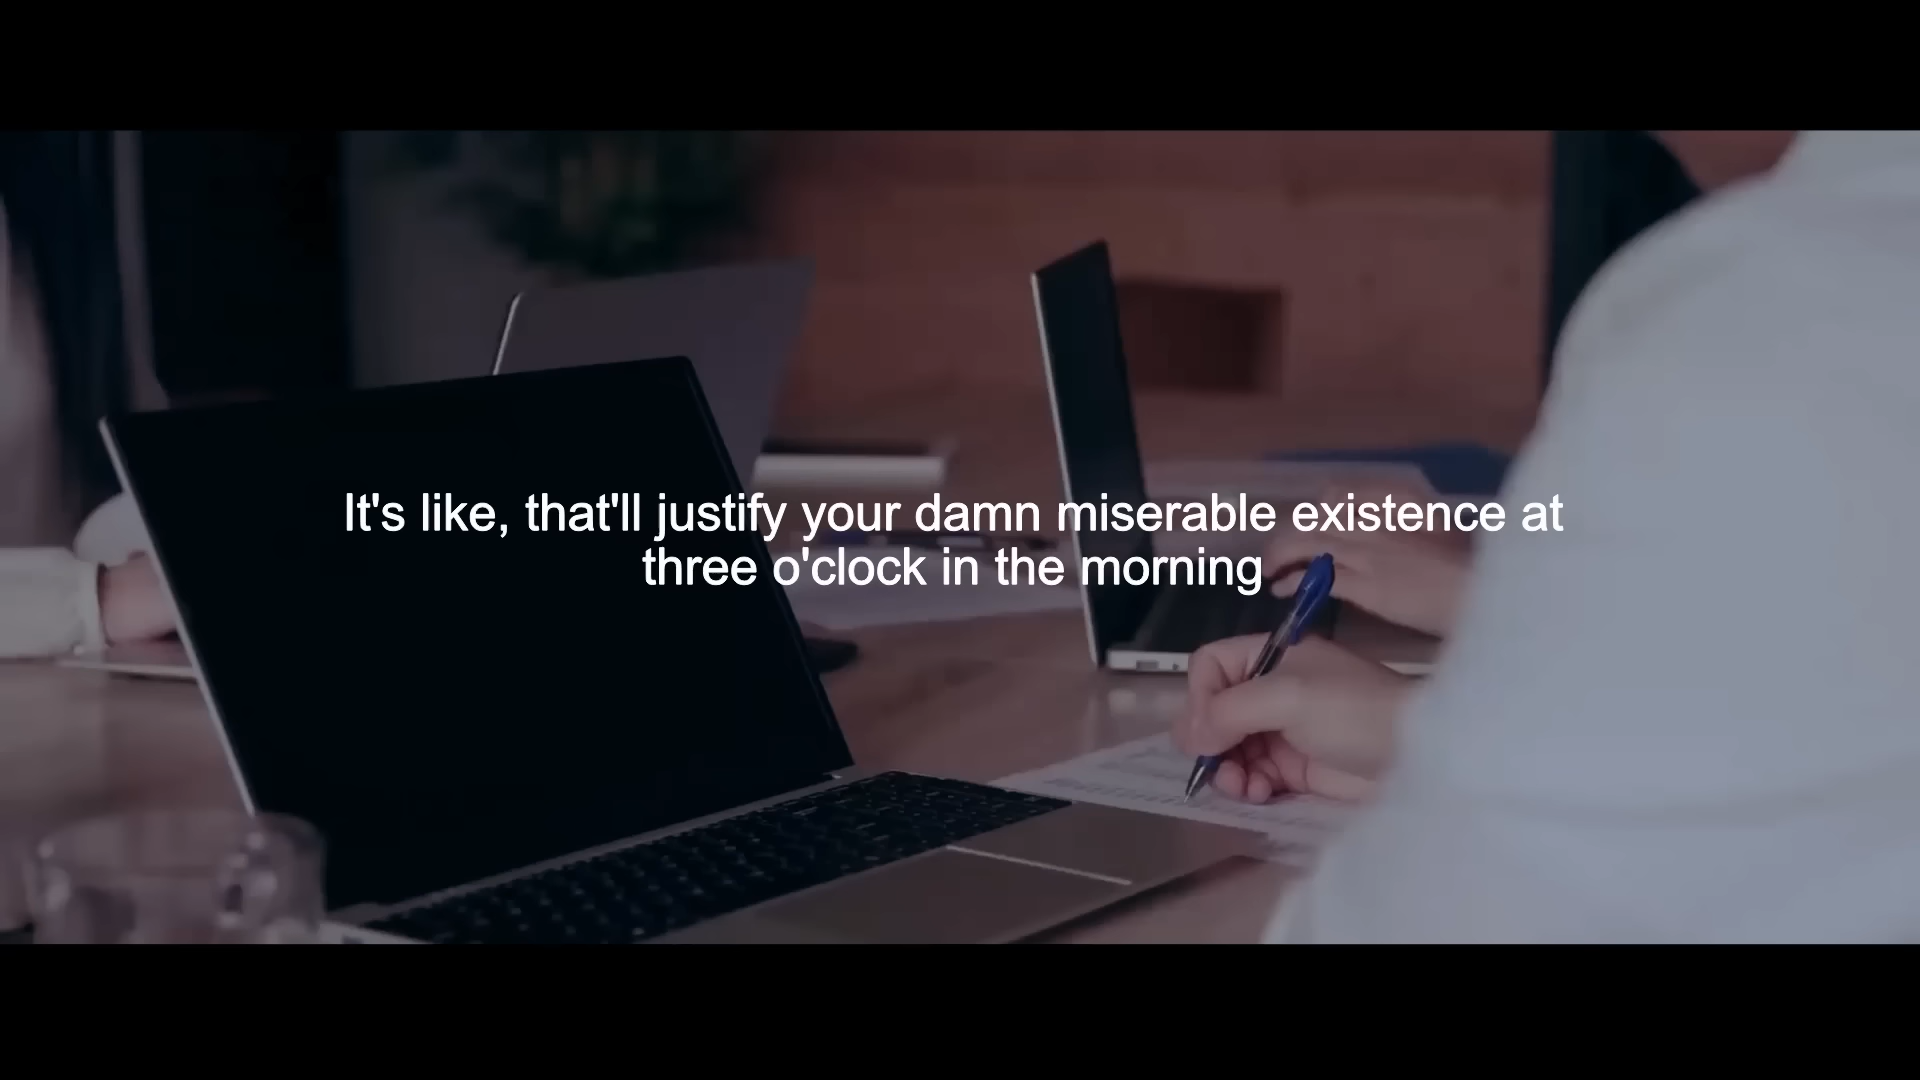 It's like, that'll justify your damn miserable existence at
three o'clock in the morning